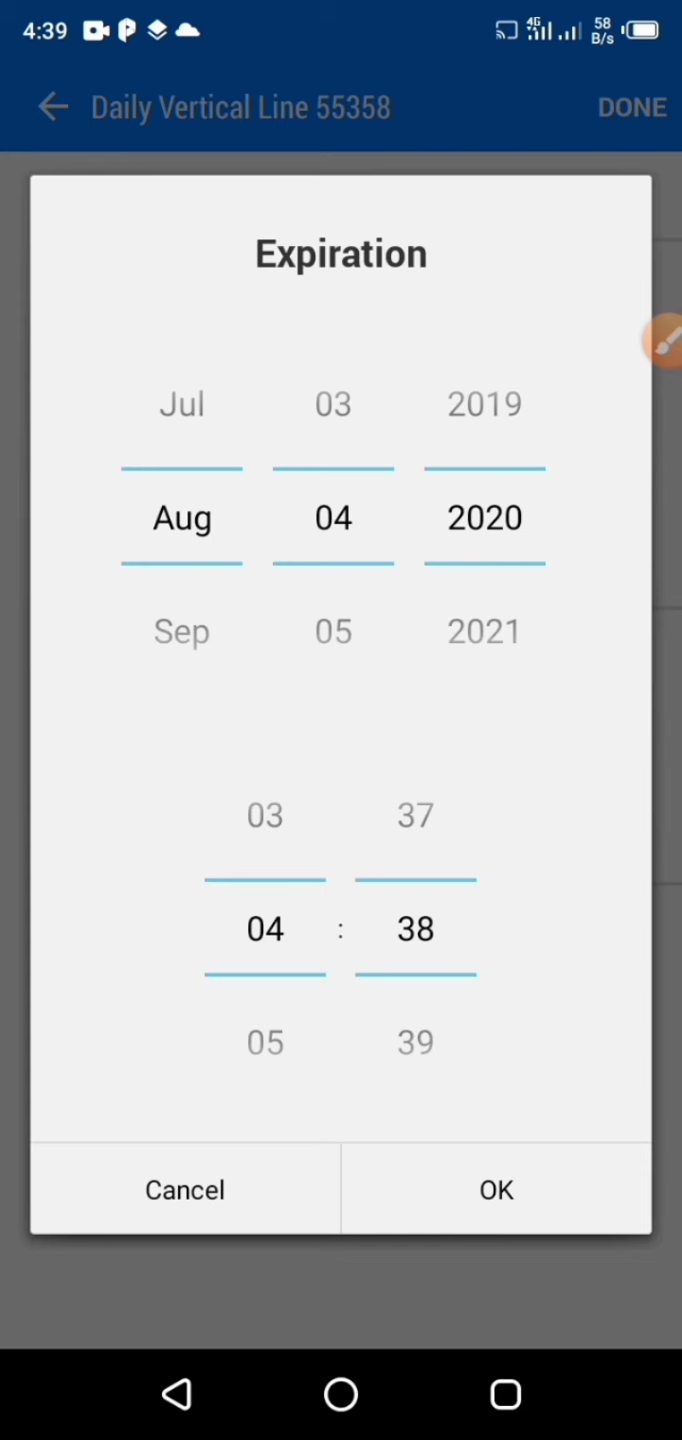 4:39 4G 58 B/s
Daily Vertical Line 55358 DONE
Expiration
Jul 03 2019
Aug 04 2020
Sep 05 2021
03 37
04 : 38
05 39
Cancel OK